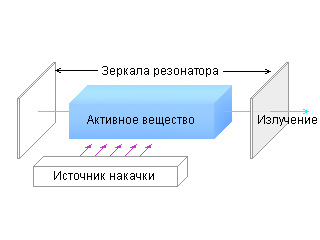 Зеркала резонатора
Активное вещество
Излучение
Источник накачки